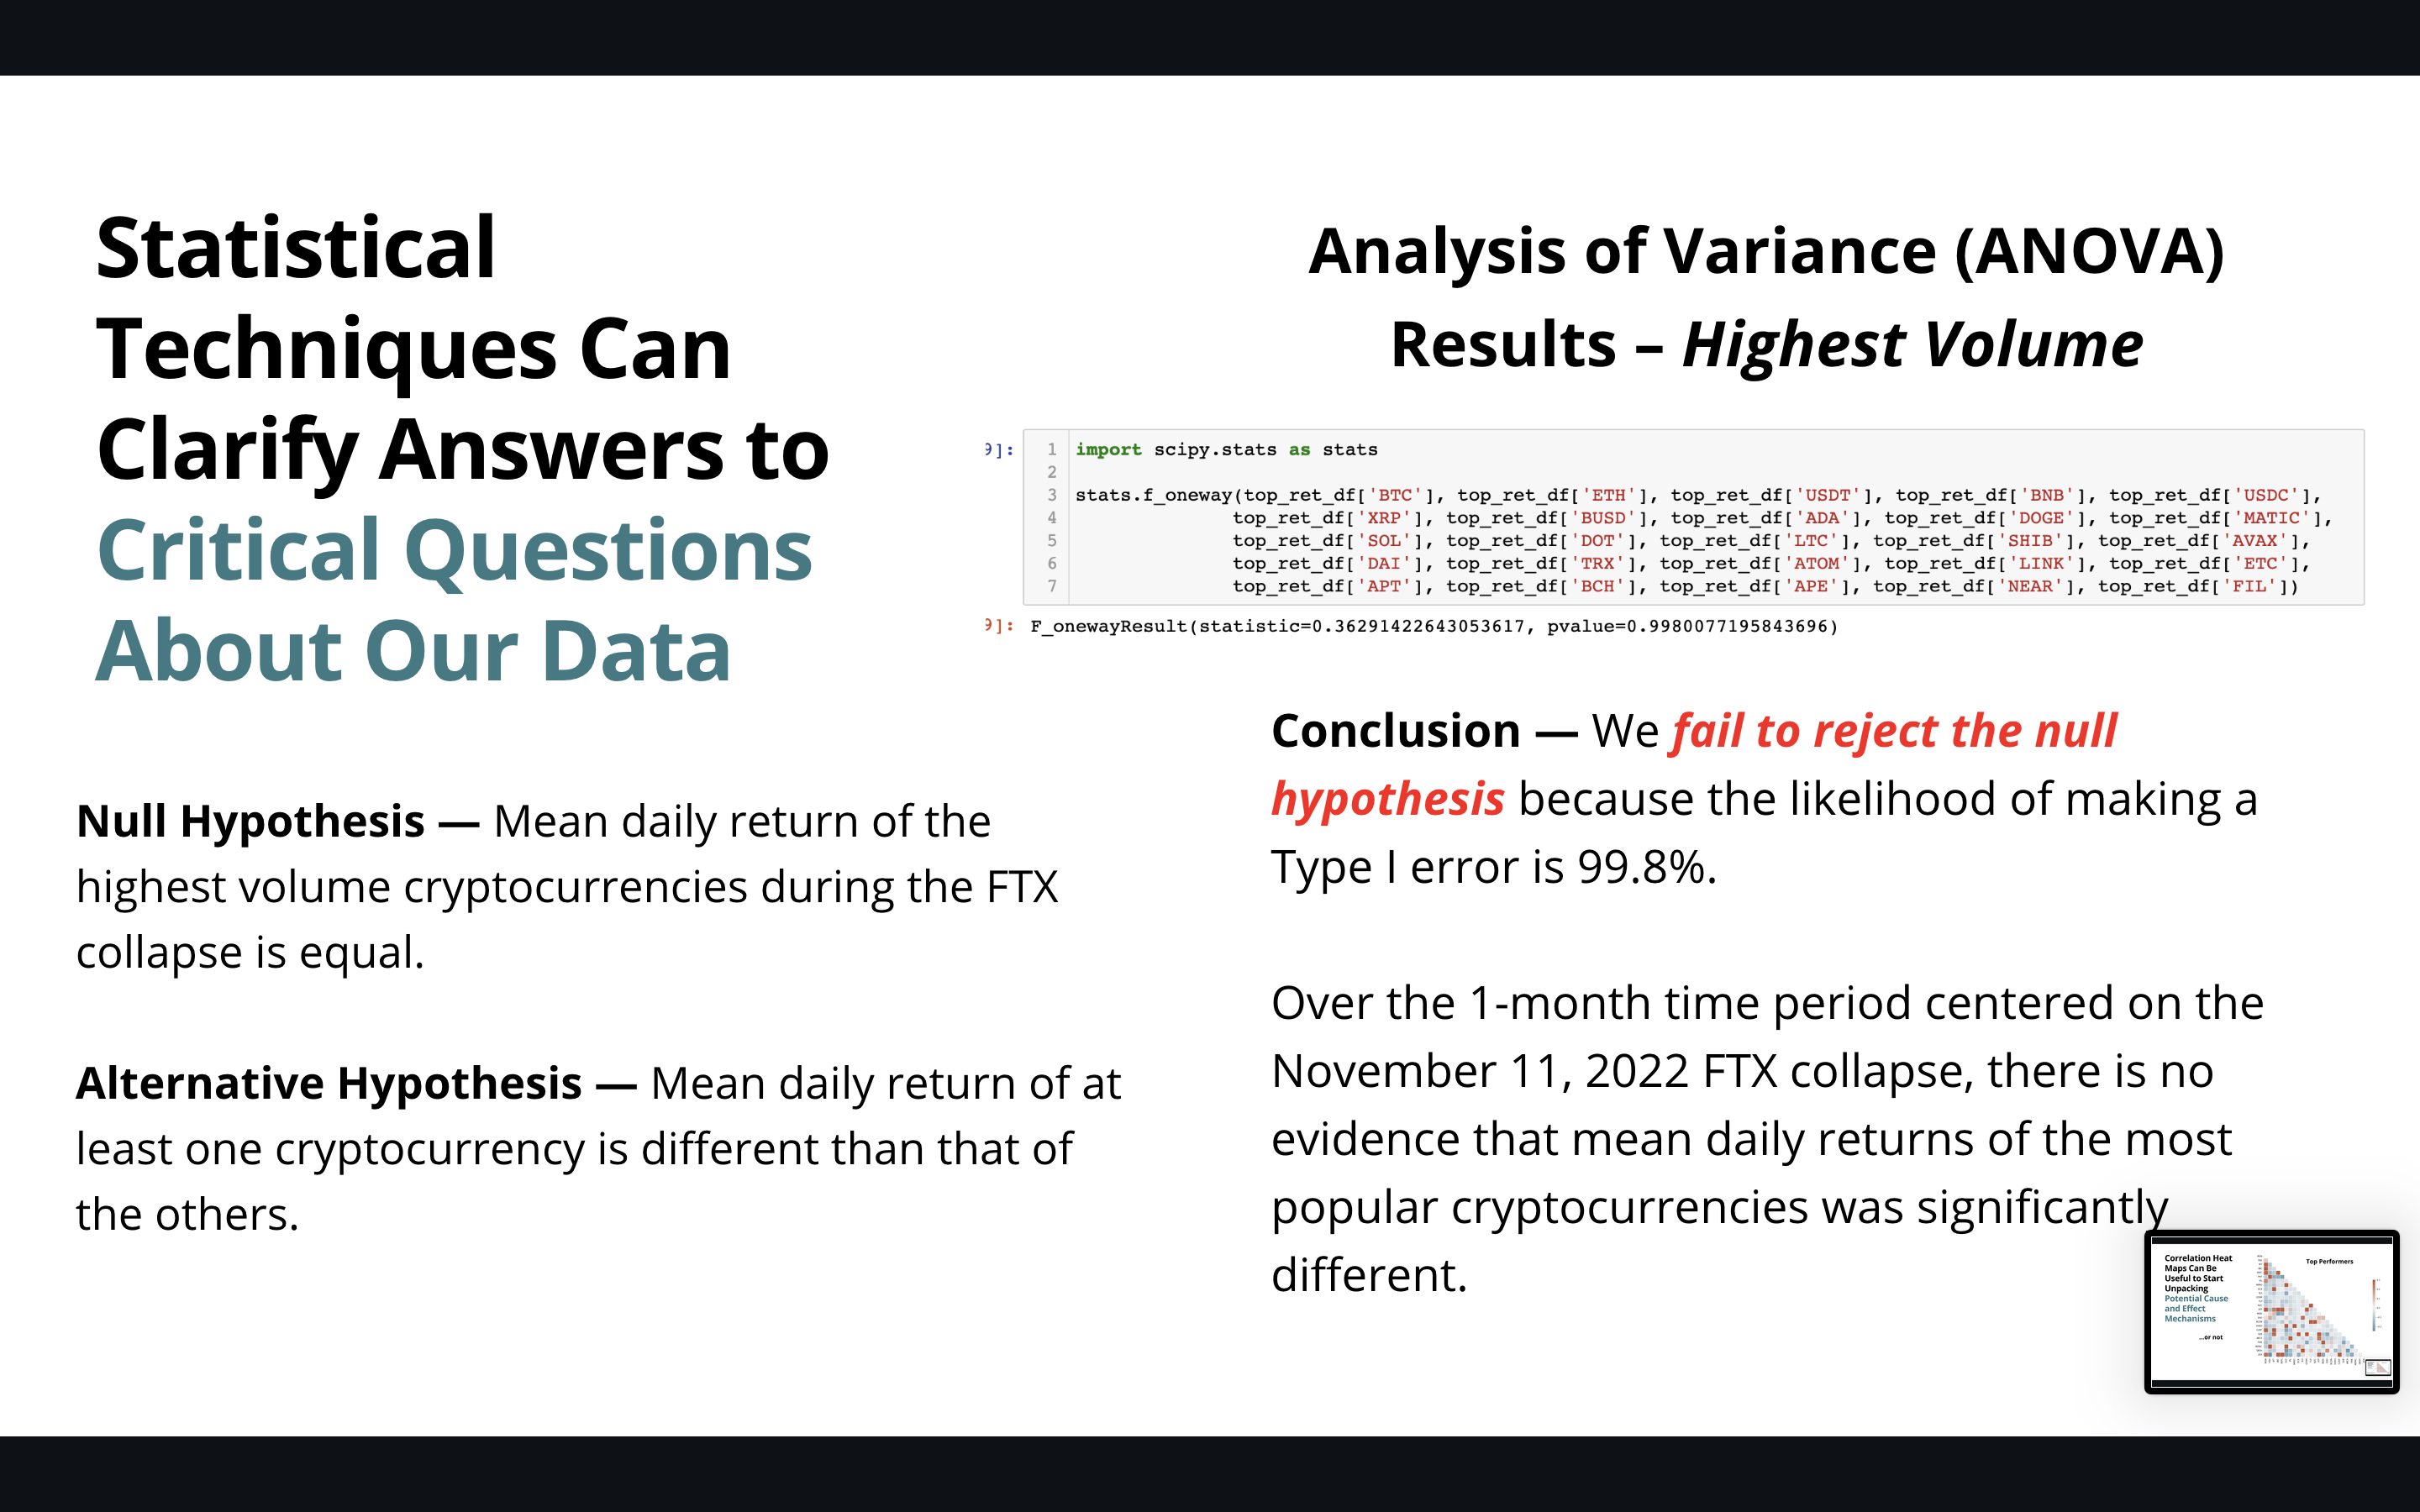 Statistical
Techniques Can
Clarify Answers to
Critical Questions
About Our Data
Null Hypothesis — Mean daily return of the
highest volume cryptocurrencies during the FTX
collapse is equal.
Alternative Hypothesis — Mean daily return of at
least one cryptocurrency is different than that of
the others.
Analysis of Variance (ANOVA)
Results – Highest Volume
9]: 1 import scipy.stats as stats
2
3 stats.f_oneway(top_ret_df['BTC'], top_ret_df['ETH'], top_ret_df['USDT'], top_ret_df['BNB'], top_ret_df['USDC'],
4 top_ret_df['XRP'], top_ret_df['BUSD'], top_ret_df['ADA'], top_ret_df['DOGE'], top_ret_df['MATIC'],
5 top_ret_df['SOL'], top_ret_df['DOT'], top_ret_df['LTC'], top_ret_df['SHIB'], top_ret_df['AVAX'],
6 top_ret_df['DAI'], top_ret_df['TRX'], top_ret_df['ATOM'], top_ret_df['LINK'], top_ret_df['ETC'],
7 top_ret_df['APT'], top_ret_df['BCH'], top_ret_df['APE'], top_ret_df['NEAR'], top_ret_df['FIL'])
9]: F_onewayResult(statistic=0.36291422643053617, pvalue=0.9980077195843696)
Conclusion — We fail to reject the null
hypothesis because the likelihood of making a
Type I error is 99.8%.
Over the 1-month time period centered on the
November 11, 2022 FTX collapse, there is no
evidence that mean daily returns of the most
popular cryptocurrencies was significantly
different.
Correlation Heat
Maps Can Be
Useful to Start
Unpacking
Potential Cause
and Effect
Mechanisms
...or not
Top Performers